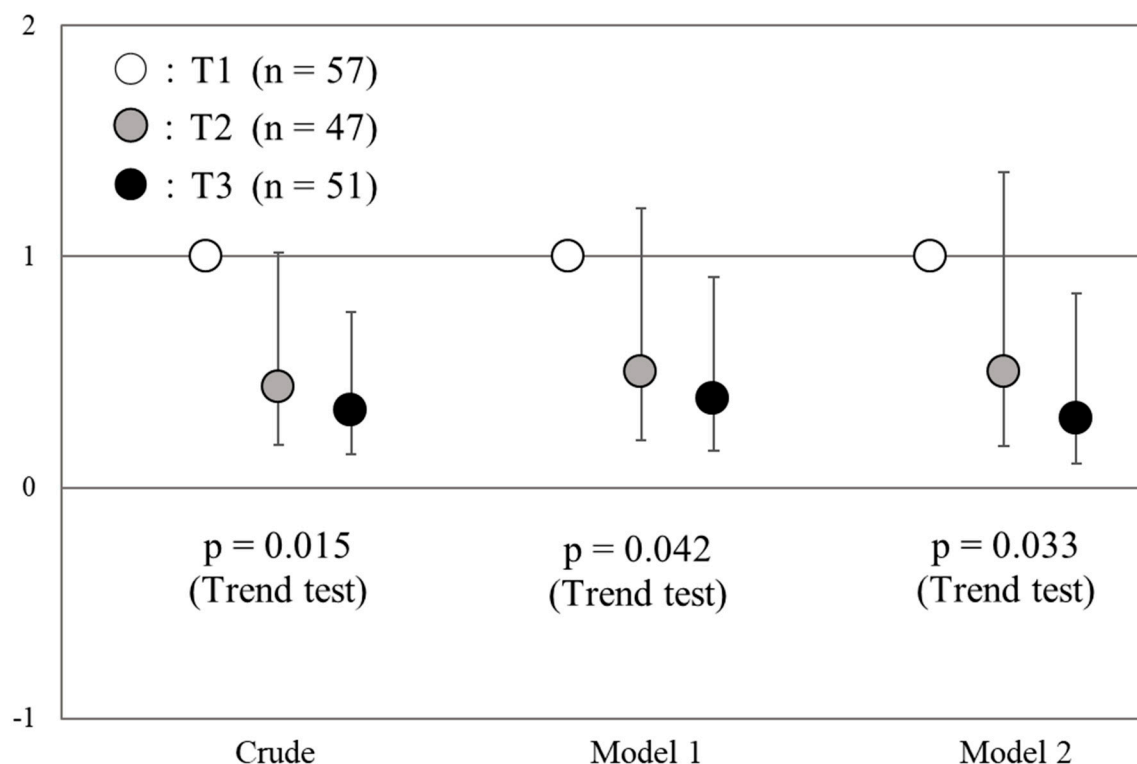 2
: T1 (n = 57)
: T2 (n = 47)
: T3 (n = 51)
1
0
p = 0.015
(Trend test)
p = 0.042
(Trend test)
p = 0.033
(Trend test)
-1
Crude
Model 1
Model 2